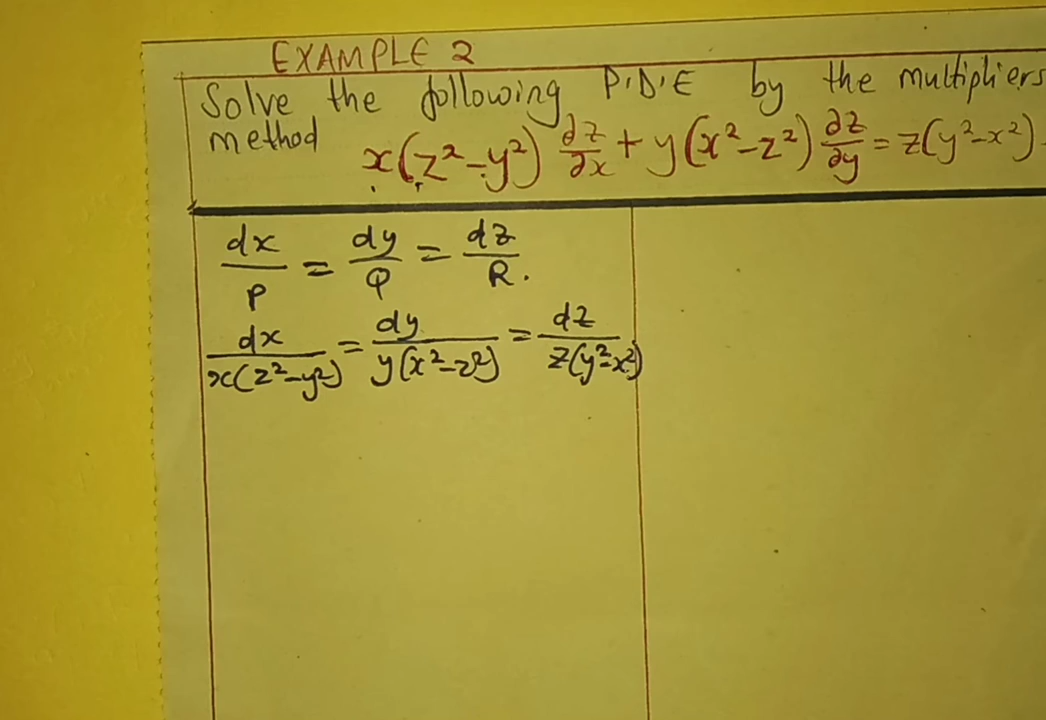 EXAMPLE 2
Solve the following P.D.E by the multipliers
method x(z²-y²) ∂z/∂x + y(x²-z²) ∂z/∂y = z(y²-x²)
dx/P = dy/Q = dz/R.
dx/x(z²-y²) = dy/y(x²-z²) = dz/z(y²-x²)